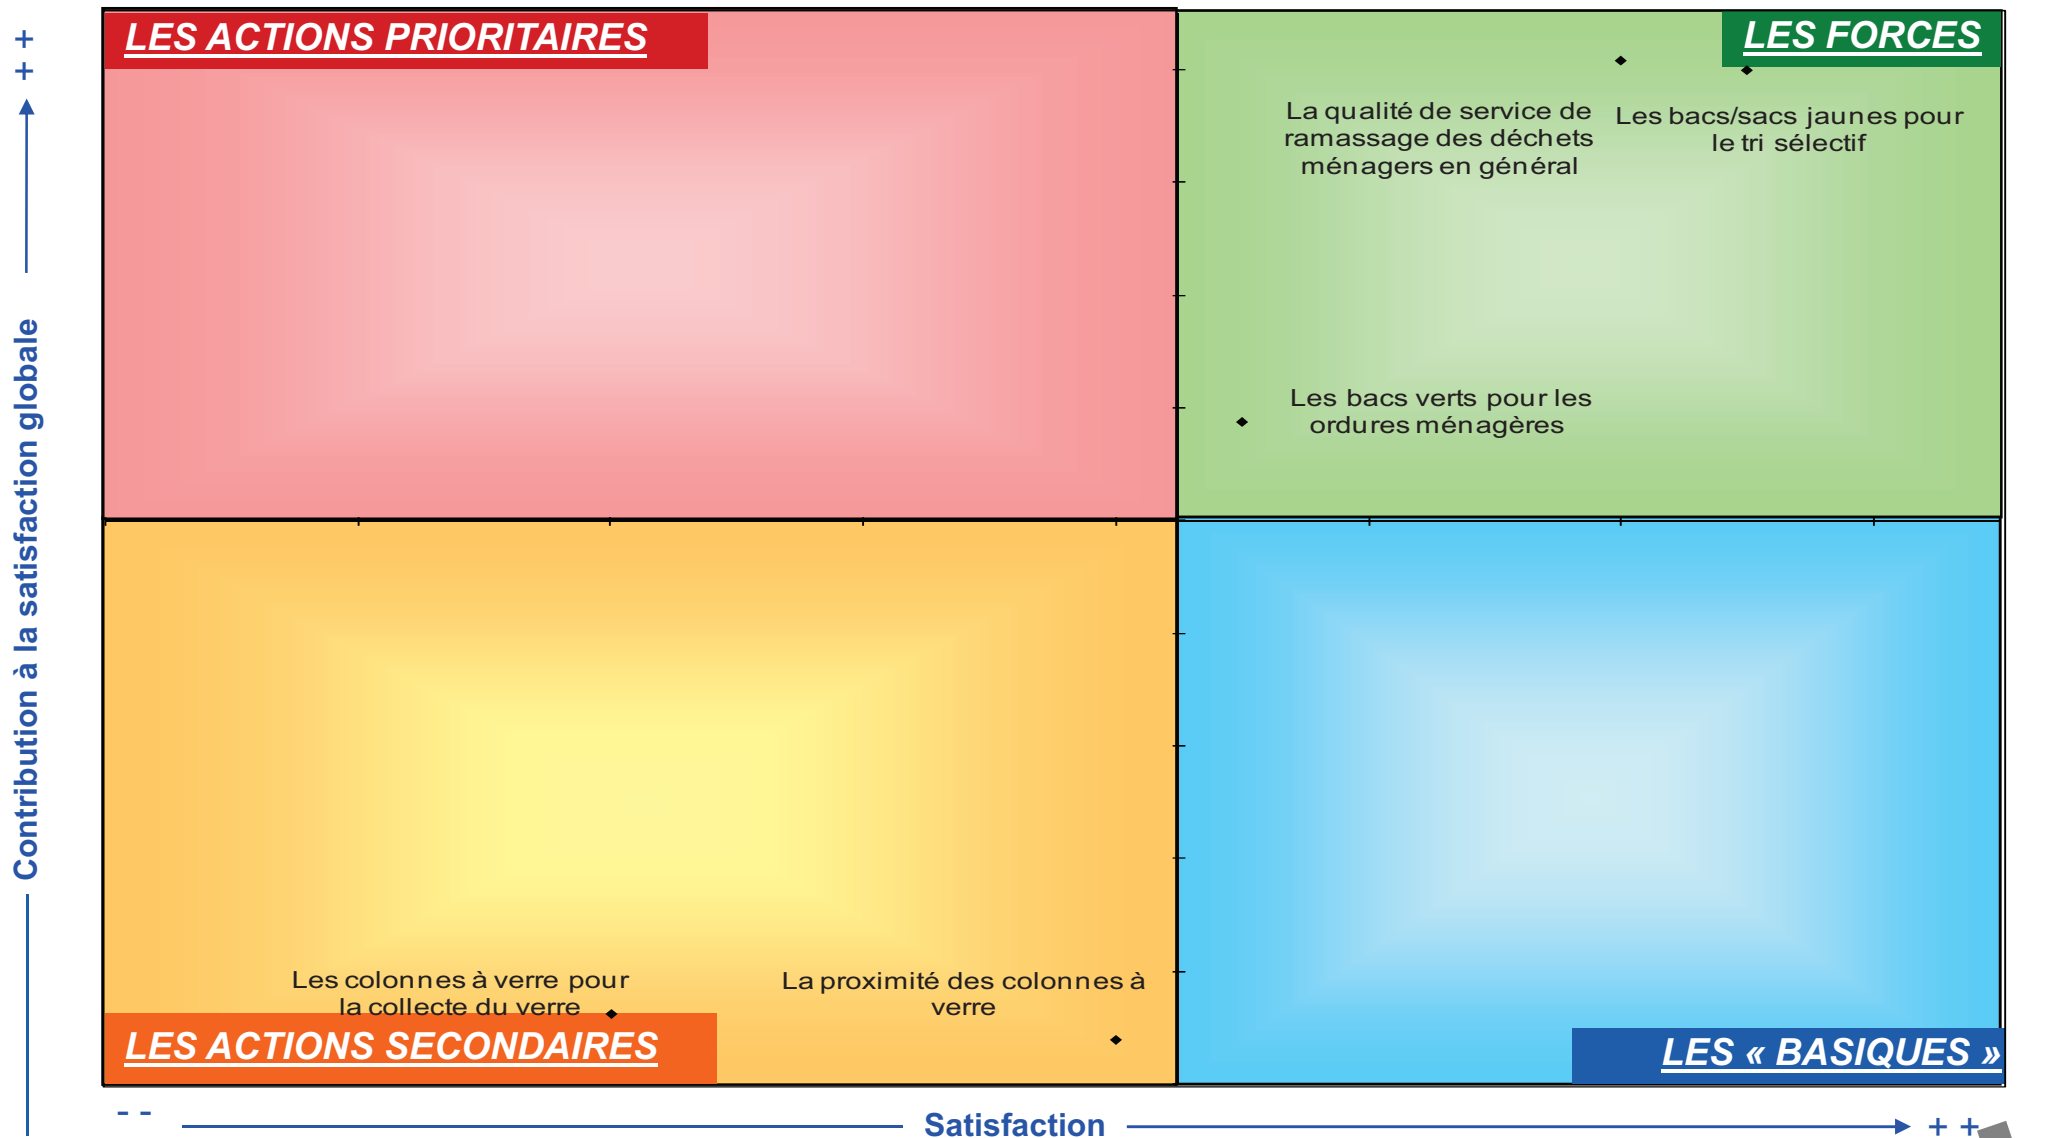 + +
Contribution à la satisfaction globale
LES ACTIONS PRIORITAIRES
LES FORCES
La qualité de service de
ramassage des déchets
ménagers en général
Les bacs/sacs jaunes pour
le tri sélectif
Les bacs verts pour les
ordures ménagères
Les colonnes à verre pour
la collecte du verre
La proximité des colonnes à
verre
LES ACTIONS SECONDAIRES
LES « BASIQUES »
- -
Satisfaction
+ +